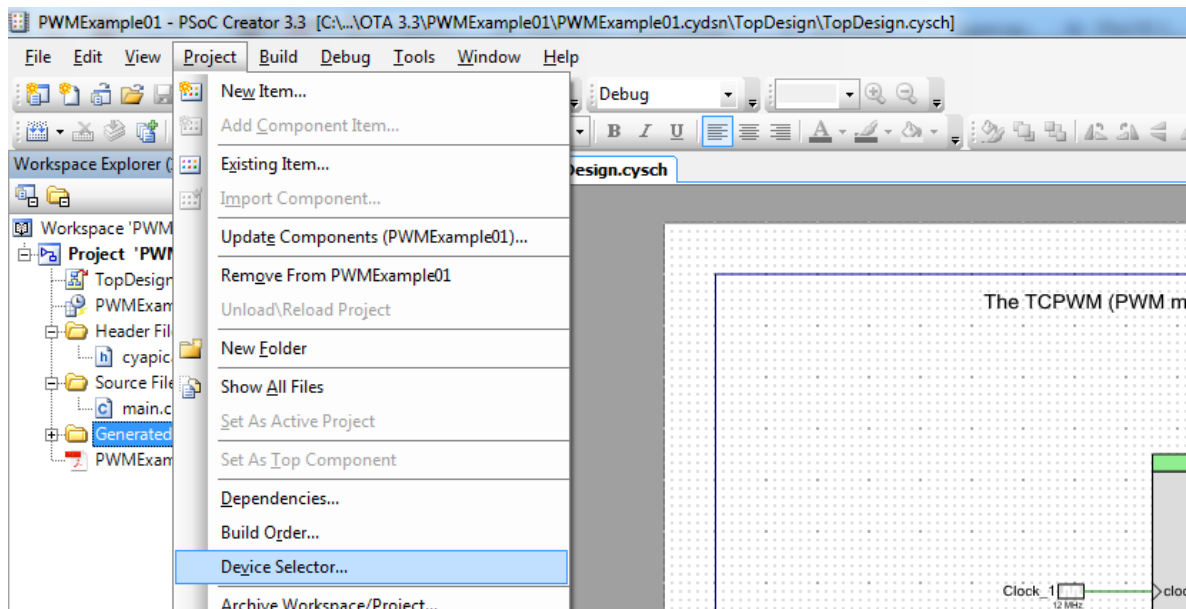 PWMExample01 - PSoC Creator 3.3 [C:\...\OTA 3.3\PWMExample01\PWMExample01.cydsn\TopDesign\TopDesign.cysch]
File Edit View Project Build Debug Tools Window Help
New Item...
Debug
Add Component Item...
B I U A
Workspace Explorer (
Existing Item...
Design.cysch
Import Component...
Workspace 'PWM
Update Components (PWMExample01)...
Project 'PWM
TopDesign
Remove From PWMExample01
PWMExam
Unload\Reload Project
The TCPWM (PWM m
Header Fil
New Folder
cyapic
Source File
Show All Files
main.c
Set As Active Project
Generated
PWMExam
Set As Top Component
Dependencies...
Build Order...
Device Selector...
Clock_1
cloc
12 MHz
Archive Workspace/Project...